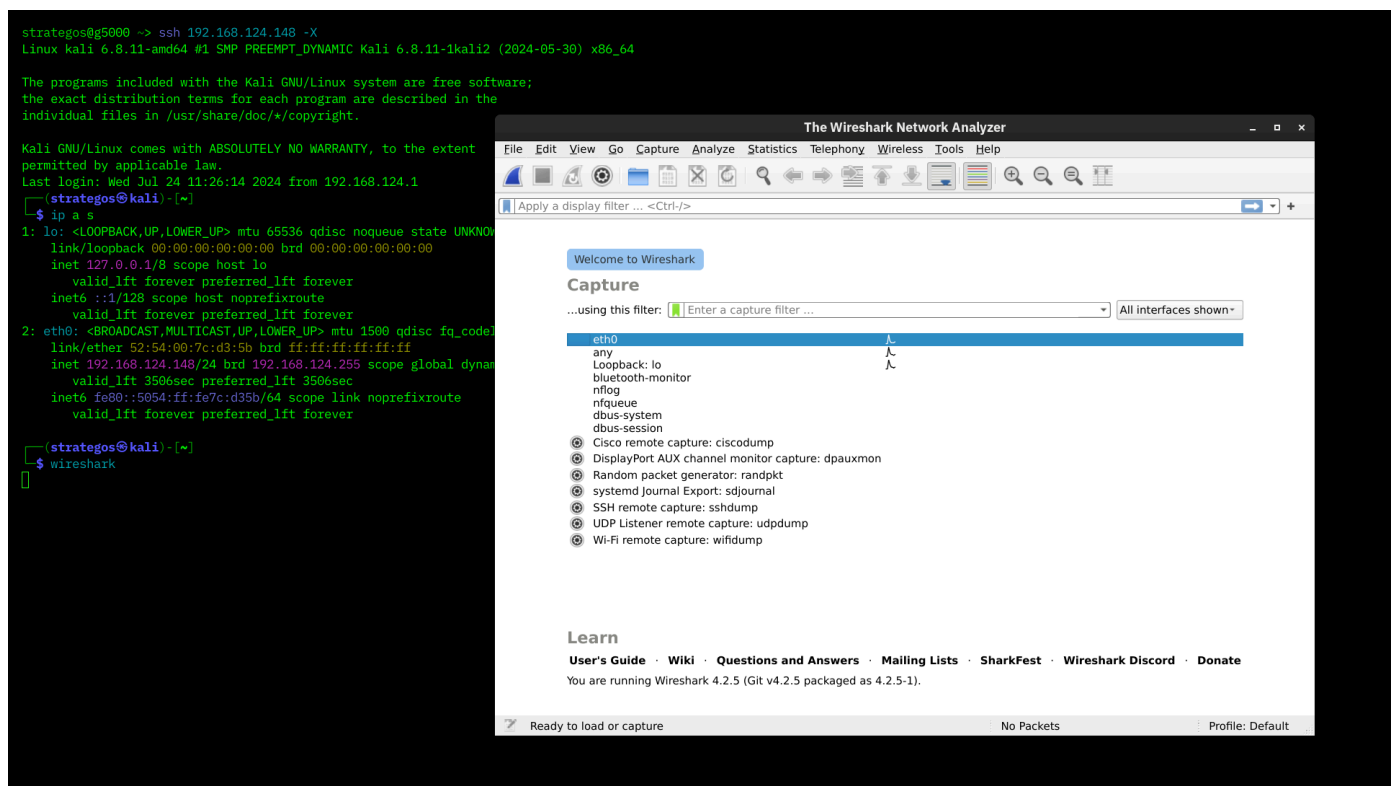 strategos@g5000 ~> ssh 192.168.124.148 -X
Linux kali 6.8.11-amd64 #1 SMP PREEMPT_DYNAMIC Kali 6.8.11-1kali2 (2024-05-30) x86_64
The programs included with the Kali GNU/Linux system are free software;
the exact distribution terms for each program are described in the
individual files in /usr/share/doc/*/copyright.
Kali GNU/Linux comes with ABSOLUTELY NO WARRANTY, to the extent
permitted by applicable law.
Last login: Wed Jul 24 11:26:14 2024 from 192.168.124.1
┌──(strategos㉿kali)-[~]
└─$ ip a s
1: lo: <LOOPBACK,UP,LOWER_UP> mtu 65536 qdisc noqueue state UNKNOW
link/loopback 00:00:00:00:00:00 brd 00:00:00:00:00:00
inet 127.0.0.1/8 scope host lo
valid_lft forever preferred_lft forever
inet6 ::1/128 scope host noprefixroute
valid_lft forever preferred_lft forever
2: eth0: <BROADCAST,MULTICAST,UP,LOWER_UP> mtu 1500 qdisc fq_codel
link/ether 52:54:00:7c:d3:5b brd ff:ff:ff:ff:ff:ff
inet 192.168.124.148/24 brd 192.168.124.255 scope global dynam
valid_lft 3506sec preferred_lft 3506sec
inet6 fe80::5054:ff:fe7c:d35b/64 scope link noprefixroute
valid_lft forever preferred_lft forever
┌──(strategos㉿kali)-[~]
└─$ wireshark
The Wireshark Network Analyzer
File Edit View Go Capture Analyze Statistics Telephony Wireless Tools Help
Apply a display filter ... <Ctrl-/>
Welcome to Wireshark
Capture
...using this filter: Enter a capture filter ... All interfaces shown
eth0
any
Loopback: lo
bluetooth-monitor
nflog
nfqueue
dbus-system
dbus-session
Cisco remote capture: ciscodump
DisplayPort AUX channel monitor capture: dpauxmon
Random packet generator: randpkt
systemd Journal Export: sdjournal
SSH remote capture: sshdump
UDP Listener remote capture: udpdump
Wi-Fi remote capture: wifidump
Learn
User's Guide · Wiki · Questions and Answers · Mailing Lists · SharkFest · Wireshark Discord · Donate
You are running Wireshark 4.2.5 (Git v4.2.5 packaged as 4.2.5-1).
Ready to load or capture No Packets Profile: Default